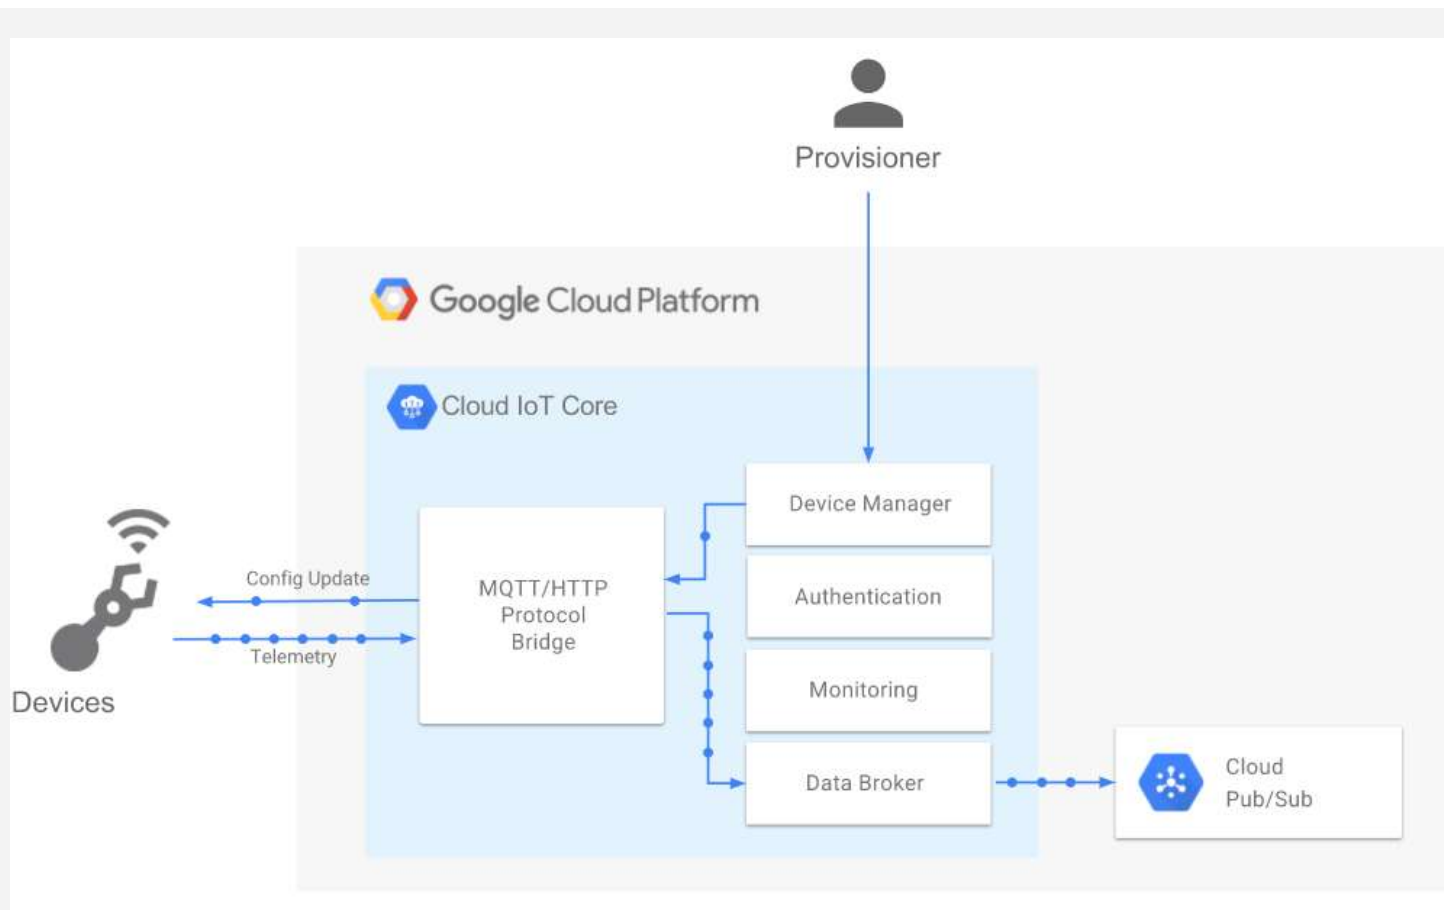 Provisioner
Google Cloud Platform
Cloud IoT Core
Device Manager
Config Update
MQTT/HTTP
Protocol
Bridge
Authentication
Telemetry
Devices
Monitoring
Data Broker
Cloud
Pub/Sub